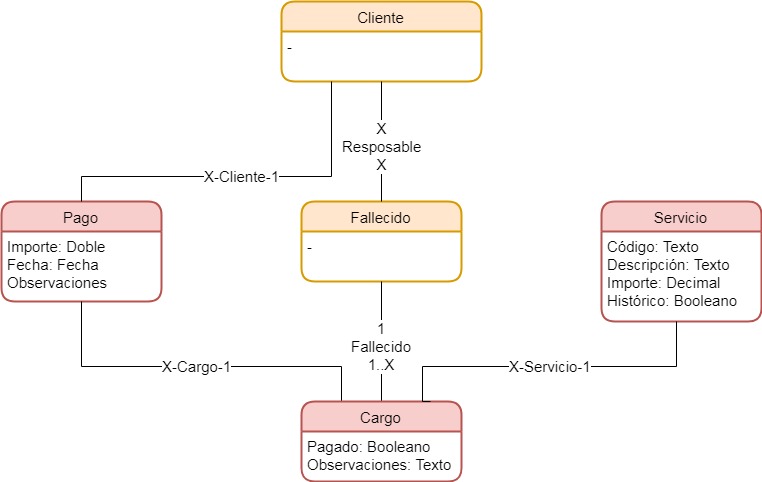 Cliente
-
X
Resposable
X
X-Cliente-1
Pago
Importe: Doble
Fecha: Fecha
Observaciones
Fallecido
-
Servicio
Código: Texto
Descripción: Texto
Importe: Decimal
Histórico: Booleano
1
Fallecido
1..X
X-Cargo-1
X-Servicio-1
Cargo
Pagado: Booleano
Observaciones: Texto